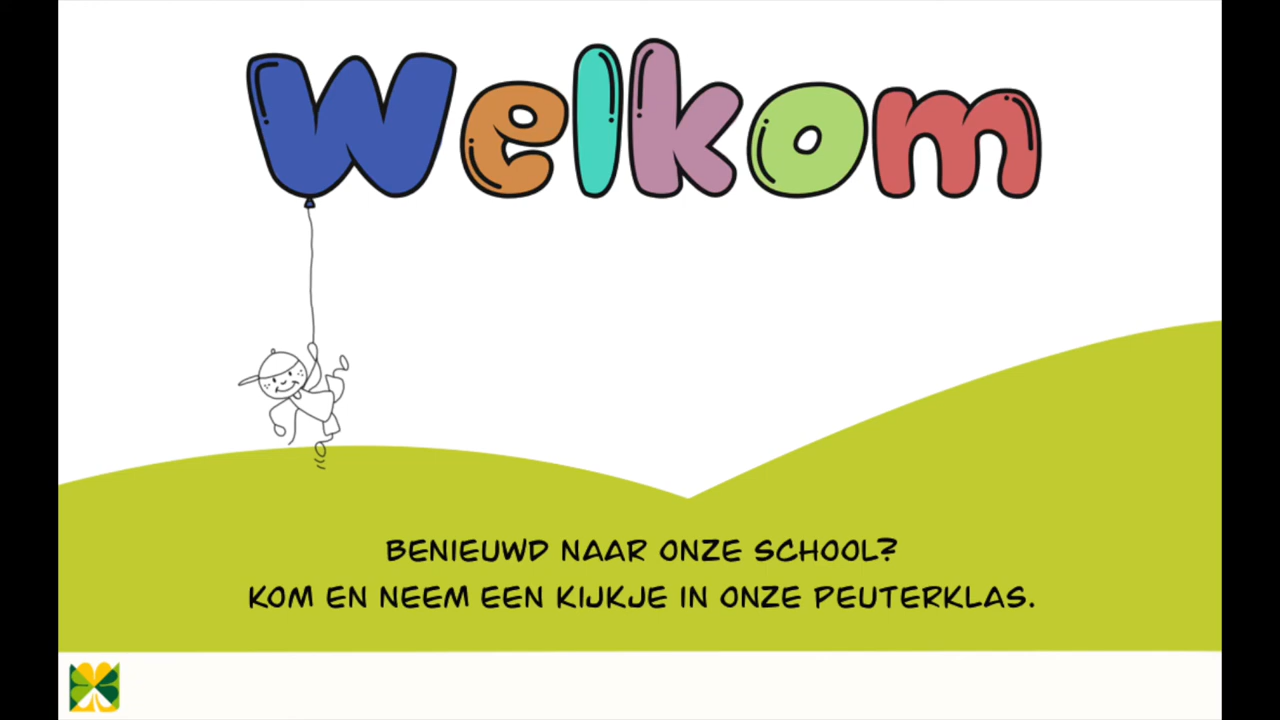 Welkom
BENIEUWD NAAR ONZE SCHOOL?
KOM EN NEEM EEN KIJKJE IN ONZE PEUTERKLAS.